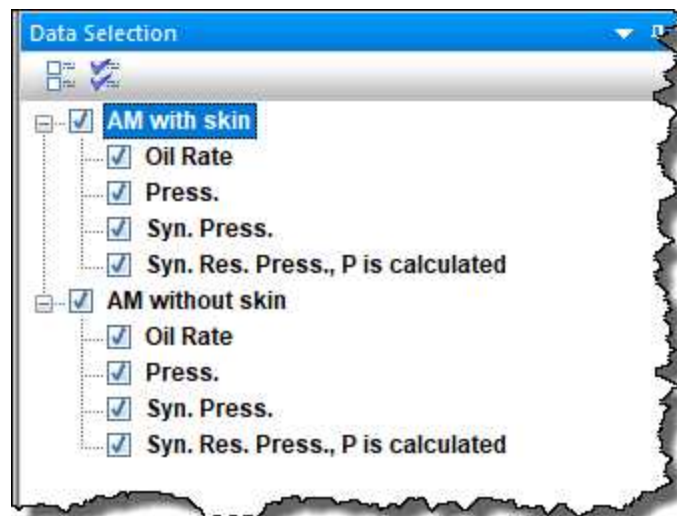 Data Selection
AM with skin
Oil Rate
Press.
Syn. Press.
Syn. Res. Press., P is calculated
AM without skin
Oil Rate
Press.
Syn. Press.
Syn. Res. Press., P is calculated